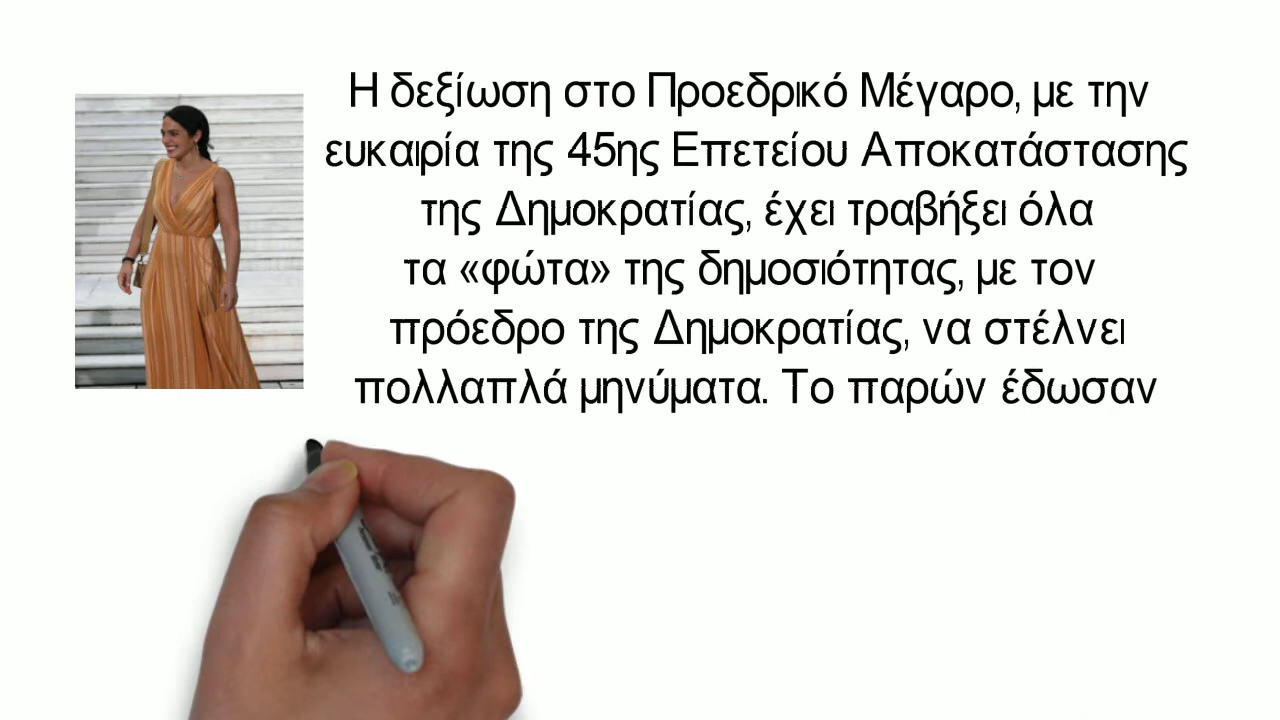 Η δεξίωση στο Προεδρικό Μέγαρο, με την
ευκαιρία της 45ης Επετείου Αποκατάστασης
της Δημοκρατίας, έχει τραβήξει όλα
τα «φώτα» της δημοσιότητας, με τον
πρόεδρο της Δημοκρατίας, να στέλνει
πολλαπλά μηνύματα. Το παρών έδωσαν